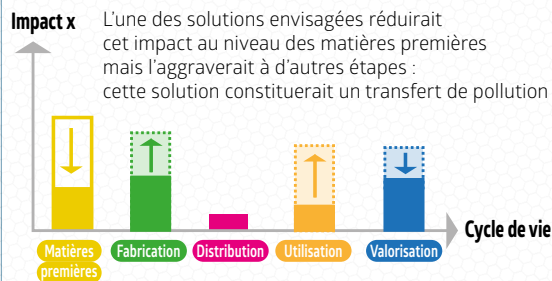 Impact x
L'une des solutions envisagées réduirait
cet impact au niveau des matières premières
mais l'aggraverait à d'autres étapes :
cette solution constituerait un transfert de pollution
Cycle de vie
Matières
premières
Fabrication
Distribution
Utilisation
Valorisation